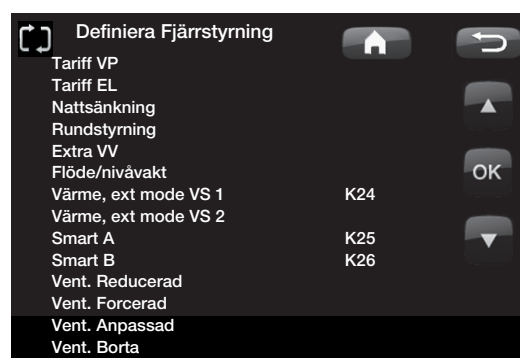 Definiera Fjärrstyrning
Tariff VP
Tariff EL
Nattsänkning
Rundstyrning
Extra VV
Flöde/nivåvakt
OK
Värme, ext mode VS 1 K24
Värme, ext mode VS 2
Smart A K25
Smart B K26
Vent. Reducerad
Vent. Forcerad
Vent. Anpassad
Vent. Borta